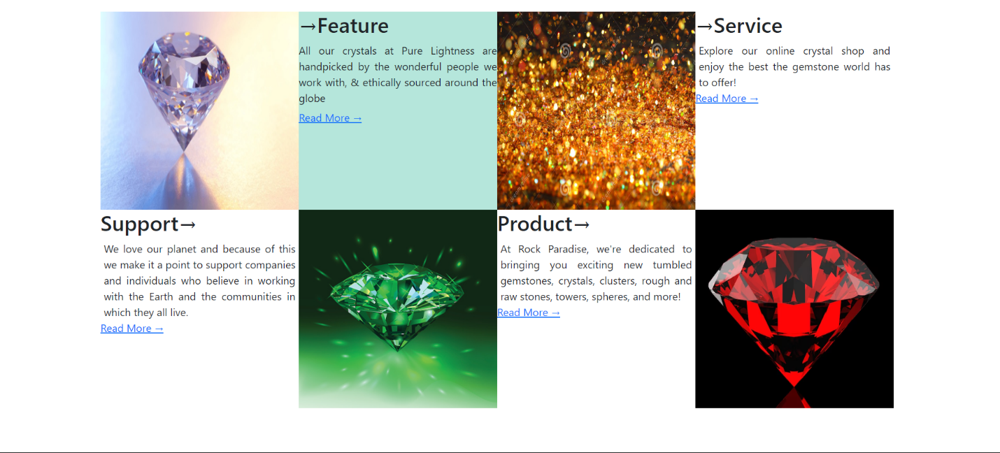 →Feature
All our crystals at Pure Lightness are
handpicked by the wonderful people we
work with, & ethically sourced around the
globe
Read More →
→Service
Explore our online crystal shop and
enjoy the best the gemstone world has
to offer!
Read More →
Support→
We love our planet and because of this
we make it a point to support companies
and individuals who believe in working
with the Earth and the communities in
which they all live.
Read More →
Product→
At Rock Paradise, we're dedicated to
bringing you exciting new tumbled
gemstones, crystals, clusters, rough and
raw stones, towers, spheres, and more!
Read More →